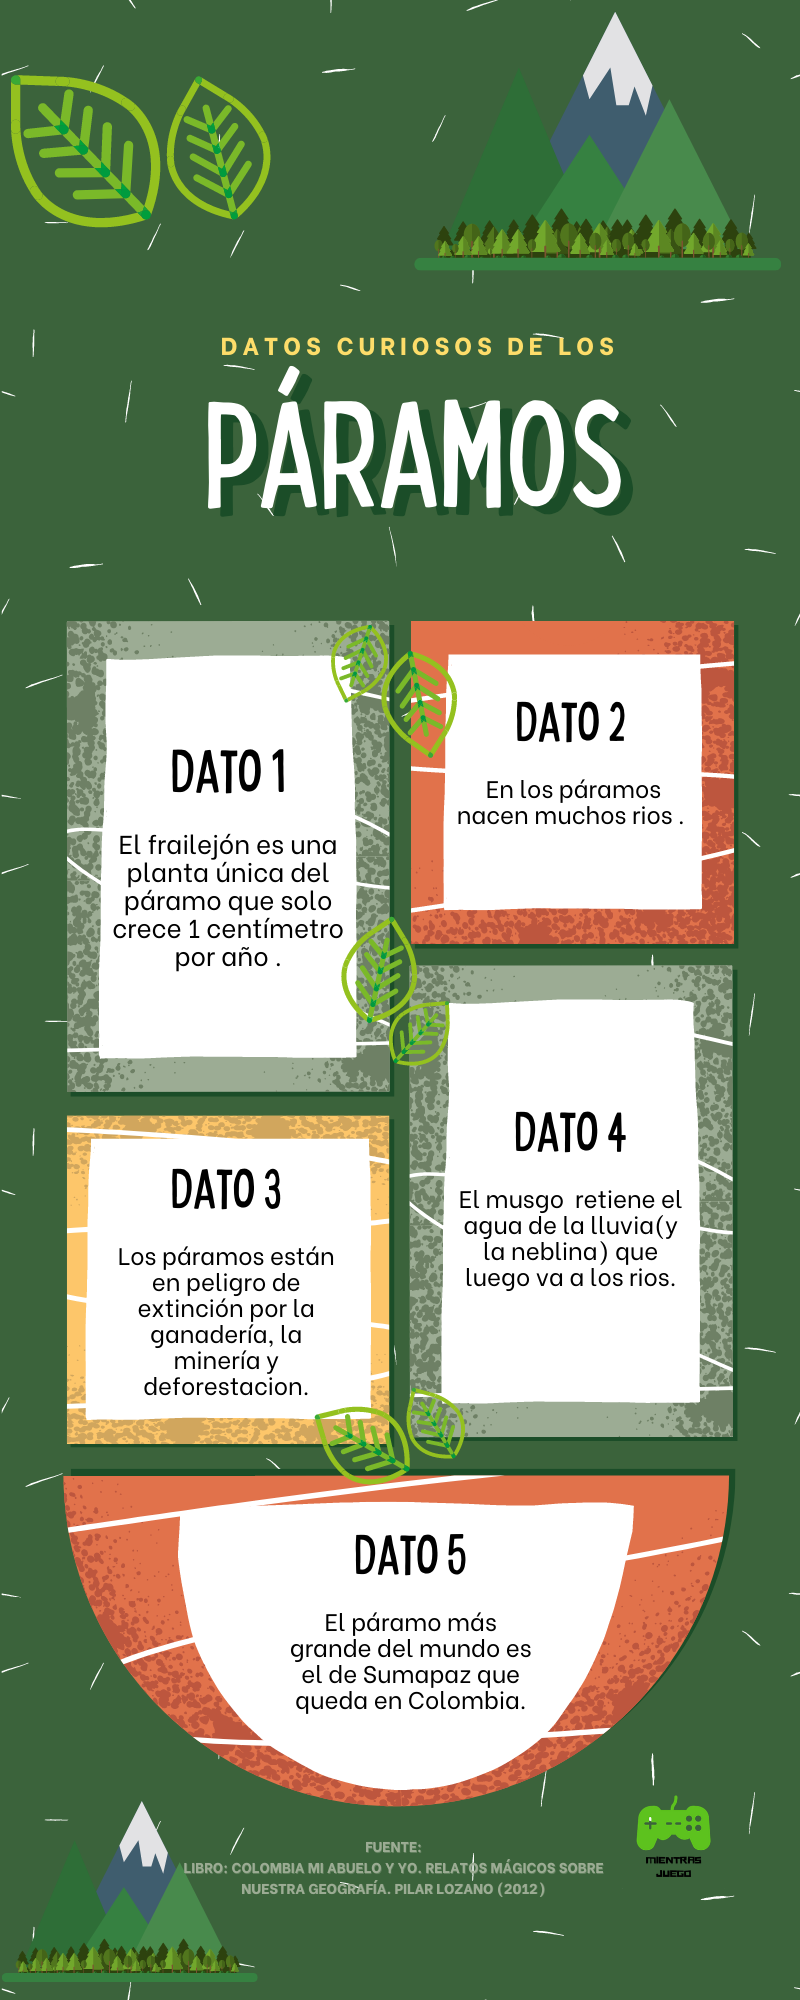 DATOS CURIOSOS DE LOS
PÁRAMOS
DATO 1
El frailejón es una
planta única del
páramo que solo
crece 1 centímetro
por año .
DATO 2
En los páramos
nacen muchos rios .
DATO 3
Los páramos están
en peligro de
extinción por la
ganadería, la
minería y
deforestacion.
DATO 4
El musgo  retiene el
agua de la lluvia(y
la neblina) que
luego va a los rios.
DATO 5
El páramo más
grande del mundo es
el de Sumapaz que
queda en Colombia.
FUENTE:
LIBRO: COLOMBIA MI ABUELO Y YO. RELATOS MÁGICOS SOBRE
NUESTRA GEOGRAFÍA. PILAR LOZANO (2012)
MIENTRAS
JUEGO